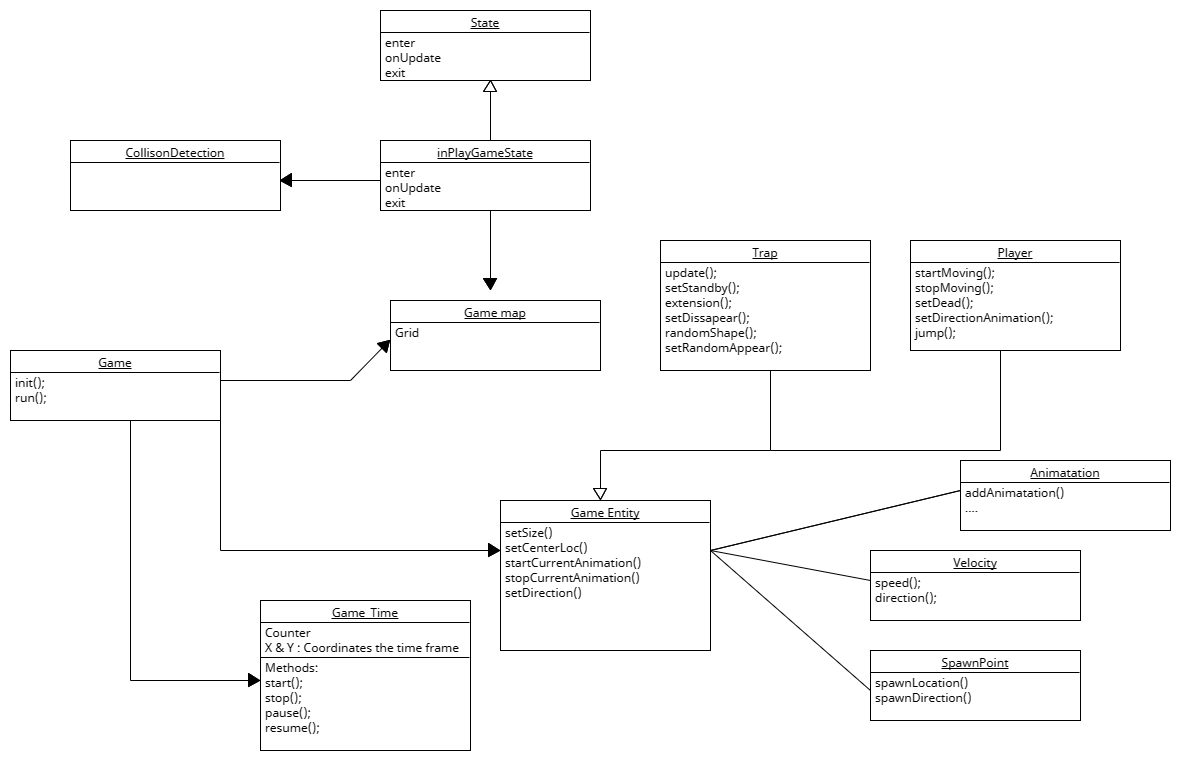 State
enter
onUpdate
exit
CollisonDetection
inPlayGameState
enter
onUpdate
exit
Trap
update();
setStandby();
extension();
setDissapear();
randomShape();
setRandomAppear();
Player
startMoving();
stopMoving();
setDead();
setDirectionAnimation();
jump();
Game map
Grid
Game
init();
run();
Animatation
addAnimatation()
....
Game Entity
setSize()
setCenterLoc()
startCurrentAnimation()
stopCurrentAnimation()
setDirection()
Velocity
speed();
direction();
Game Time
Counter
X & Y : Coordinates the time frame
Methods:
start();
stop();
pause();
resume();
SpawnPoint
spawnLocation()
spawnDirection()